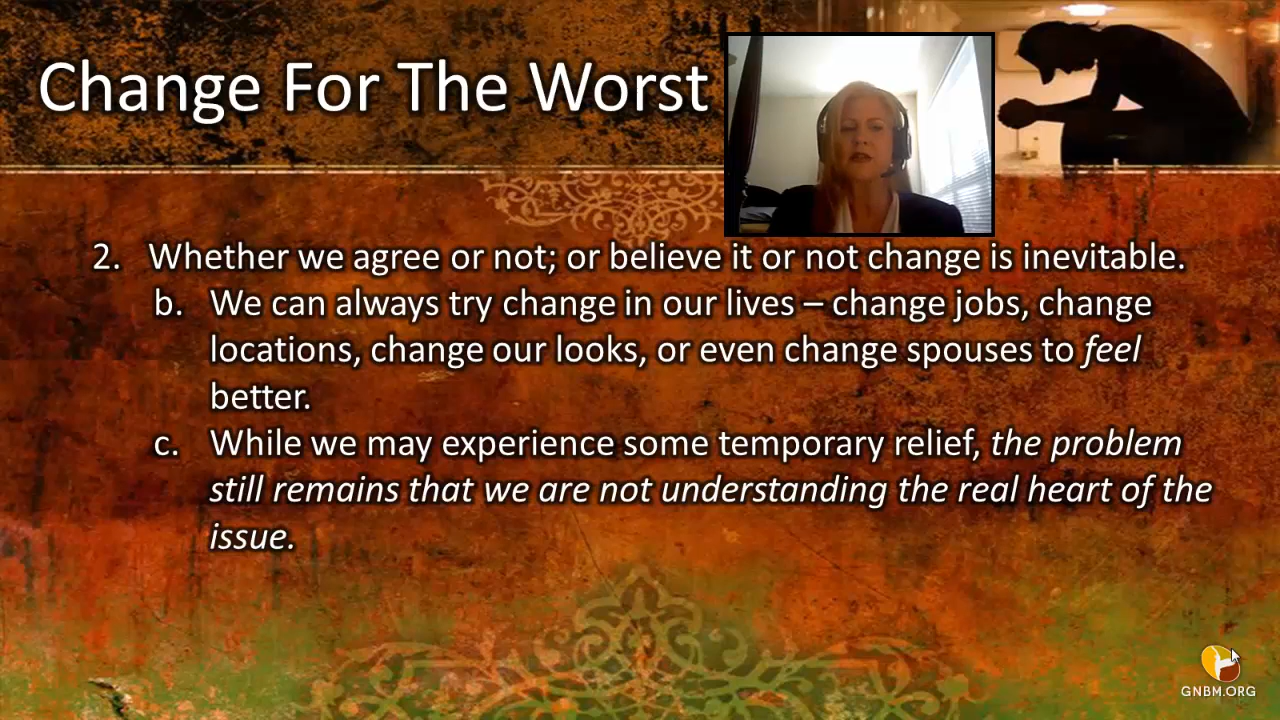 Change For The Worst
2. Whether we agree or not; or believe it or not change is inevitable.
b. We can always try change in our lives – change jobs, change
locations, change our looks, or even change spouses to feel
better.
c. While we may experience some temporary relief, the problem
still remains that we are not understanding the real heart of the
issue.
GNBM.ORG